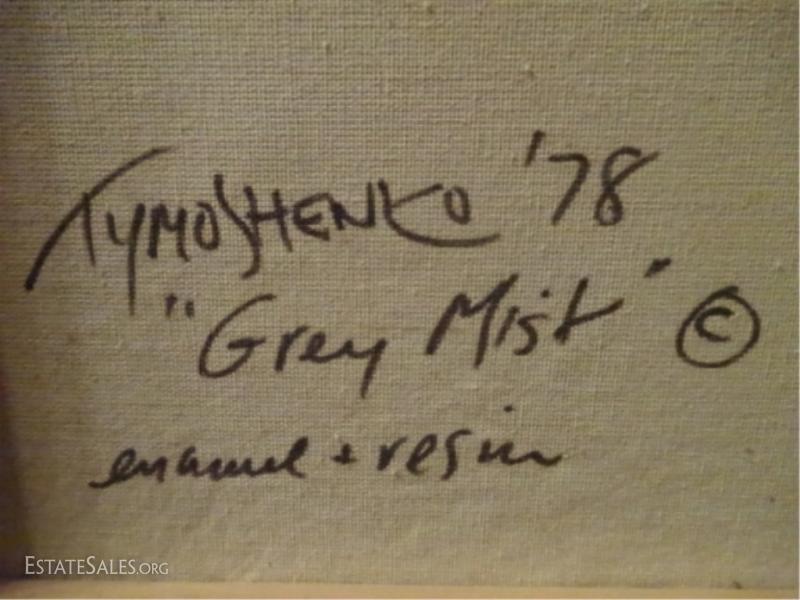 TYMOSHENKO '78
"Grey Mist" ©
enamel + resin
ESTATESALES.ORG